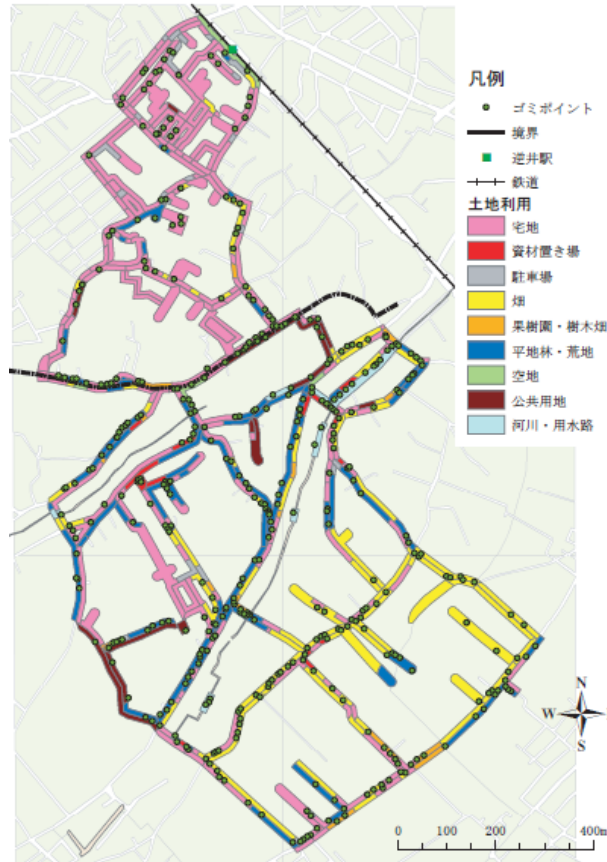 凡例
ゴミポイント
境界
逆井駅
鉄道
土地利用
宅地
資材置き場
駐車場
畑
果樹園・樹木畑
平地林・荒地
空地
公共用地
河川・用水路
N
W
S
0 100 200 400m